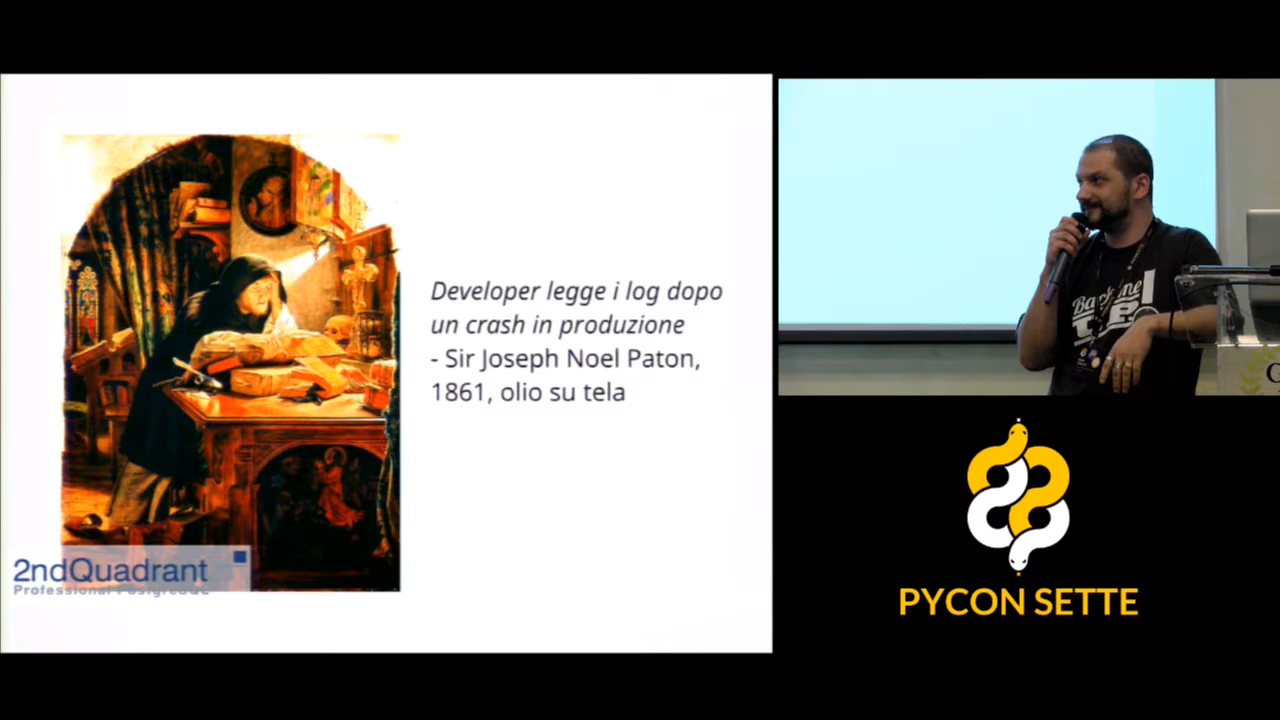 Developer legge i log dopo
un crash in produzione
- Sir Joseph Noel Paton,
1861, olio su tela
2ndQuadrant
Professional PostgreSQL
PYCON SETTE